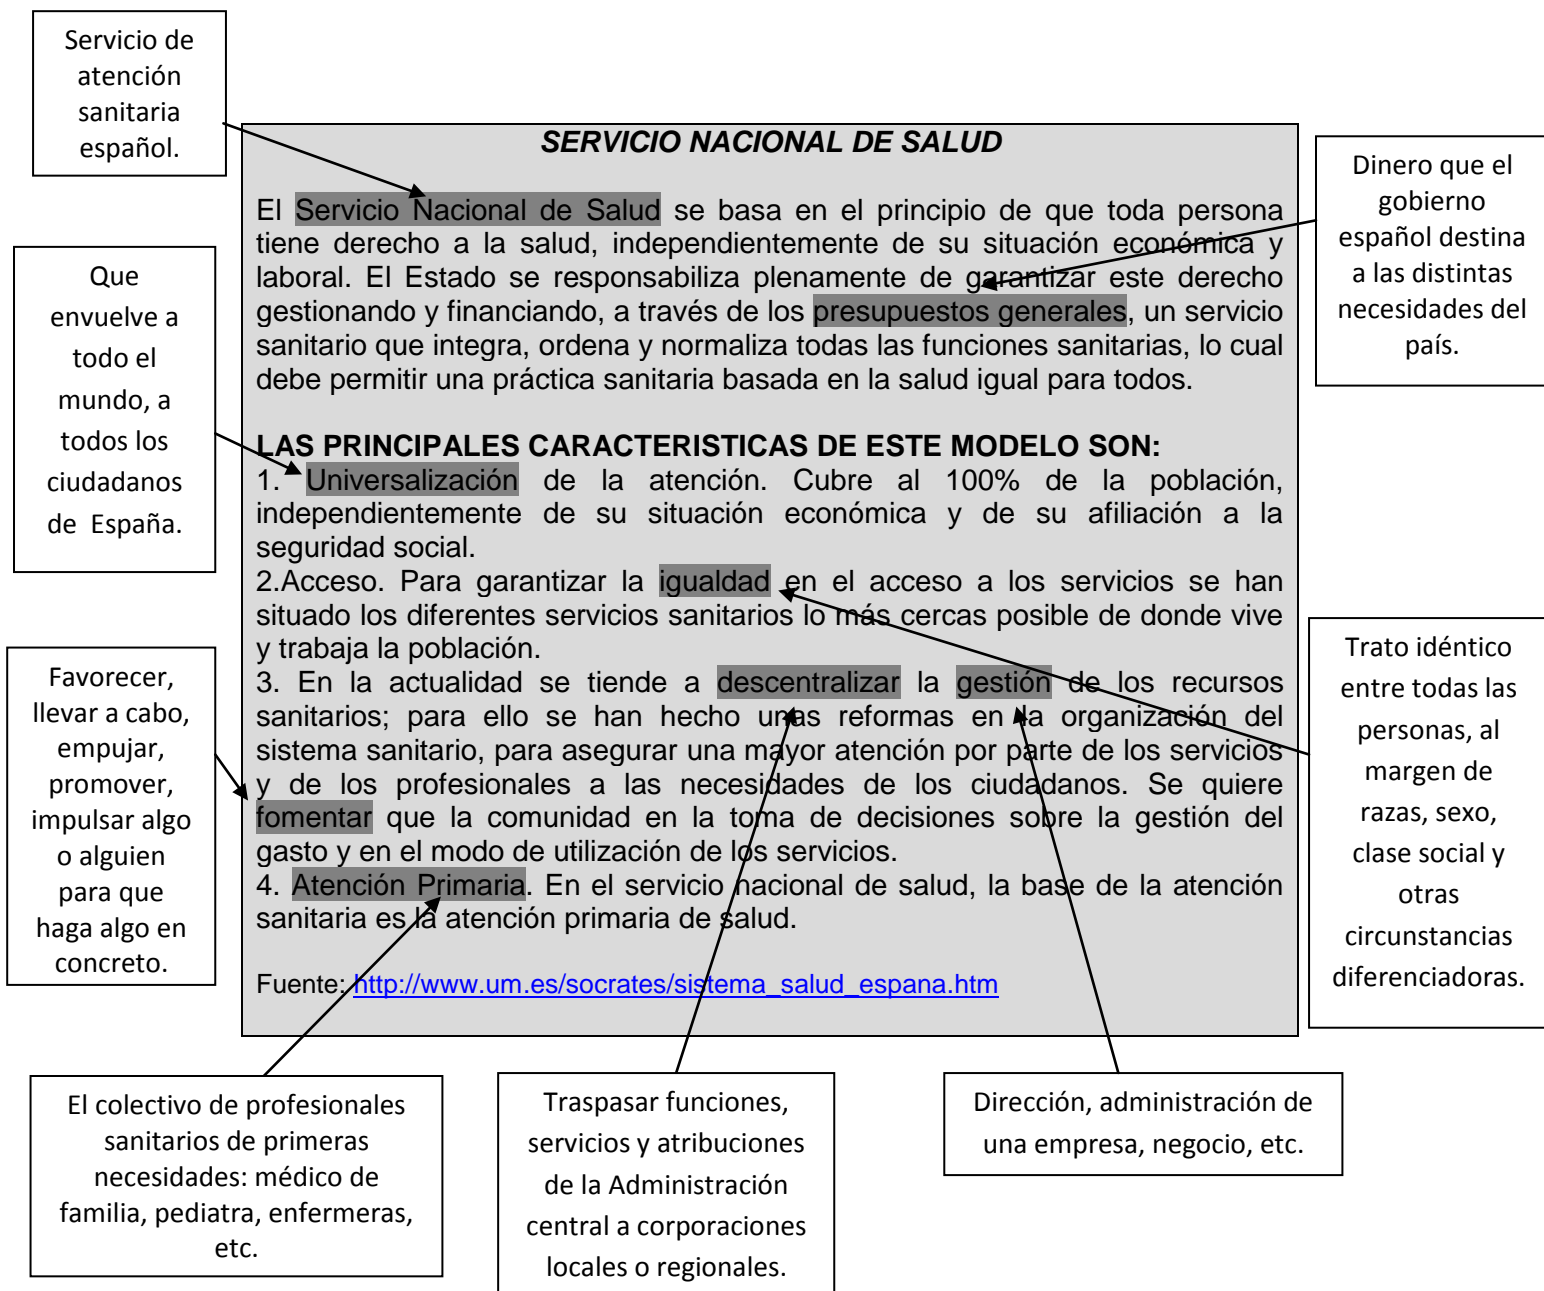 Servicio de
atención
sanitaria
español.
SERVICIO NACIONAL DE SALUD
El Servicio Nacional de Salud se basa en el principio de que toda persona
tiene derecho a la salud, independientemente de su situación económica y
laboral. El Estado se responsabiliza plenamente de garantizar este derecho
gestionando y financiando, a través de los presupuestos generales, un servicio
sanitario que integra, ordena y normaliza todas las funciones sanitarias, lo cual
debe permitir una práctica sanitaria basada en la salud igual para todos.
LAS PRINCIPALES CARACTERISTICAS DE ESTE MODELO SON:
1. Universalización de la atención. Cubre al 100% de la población,
independientemente de su situación económica y de su afiliación a la
seguridad social.
2.Acceso. Para garantizar la igualdad en el acceso a los servicios se han
situado los diferentes servicios sanitarios lo más cercas posible de donde vive
y trabaja la población.
3. En la actualidad se tiende a descentralizar la gestión de los recursos
sanitarios; para ello se han hecho unas reformas en la organización del
sistema sanitario, para asegurar una mayor atención por parte de los servicios
y de los profesionales a las necesidades de los ciudadanos. Se quiere
fomentar que la comunidad en la toma de decisiones sobre la gestión del
gasto y en el modo de utilización de los servicios.
4. Atención Primaria. En el servicio nacional de salud, la base de la atención
sanitaria es la atención primaria de salud.
Fuente: http://www.um.es/socrates/sistema_salud_espana.htm
Dinero que el
gobierno
español destina
a las distintas
necesidades del
país.
Que
envuelve a
todo el
mundo, a
todos los
ciudadanos
de España.
Trato idéntico
entre todas las
personas, al
margen de
razas, sexo,
clase social y
otras
circunstancias
diferenciadoras.
Favorecer,
llevar a cabo,
empujar,
promover,
impulsar algo
o alguien
para que
haga algo en
concreto.
El colectivo de profesionales
sanitarios de primeras
necesidades: médico de
familia, pediatra, enfermeras,
etc.
Traspasar funciones,
servicios y atribuciones
de la Administración
central a corporaciones
locales o regionales.
Dirección, administración de
una empresa, negocio, etc.